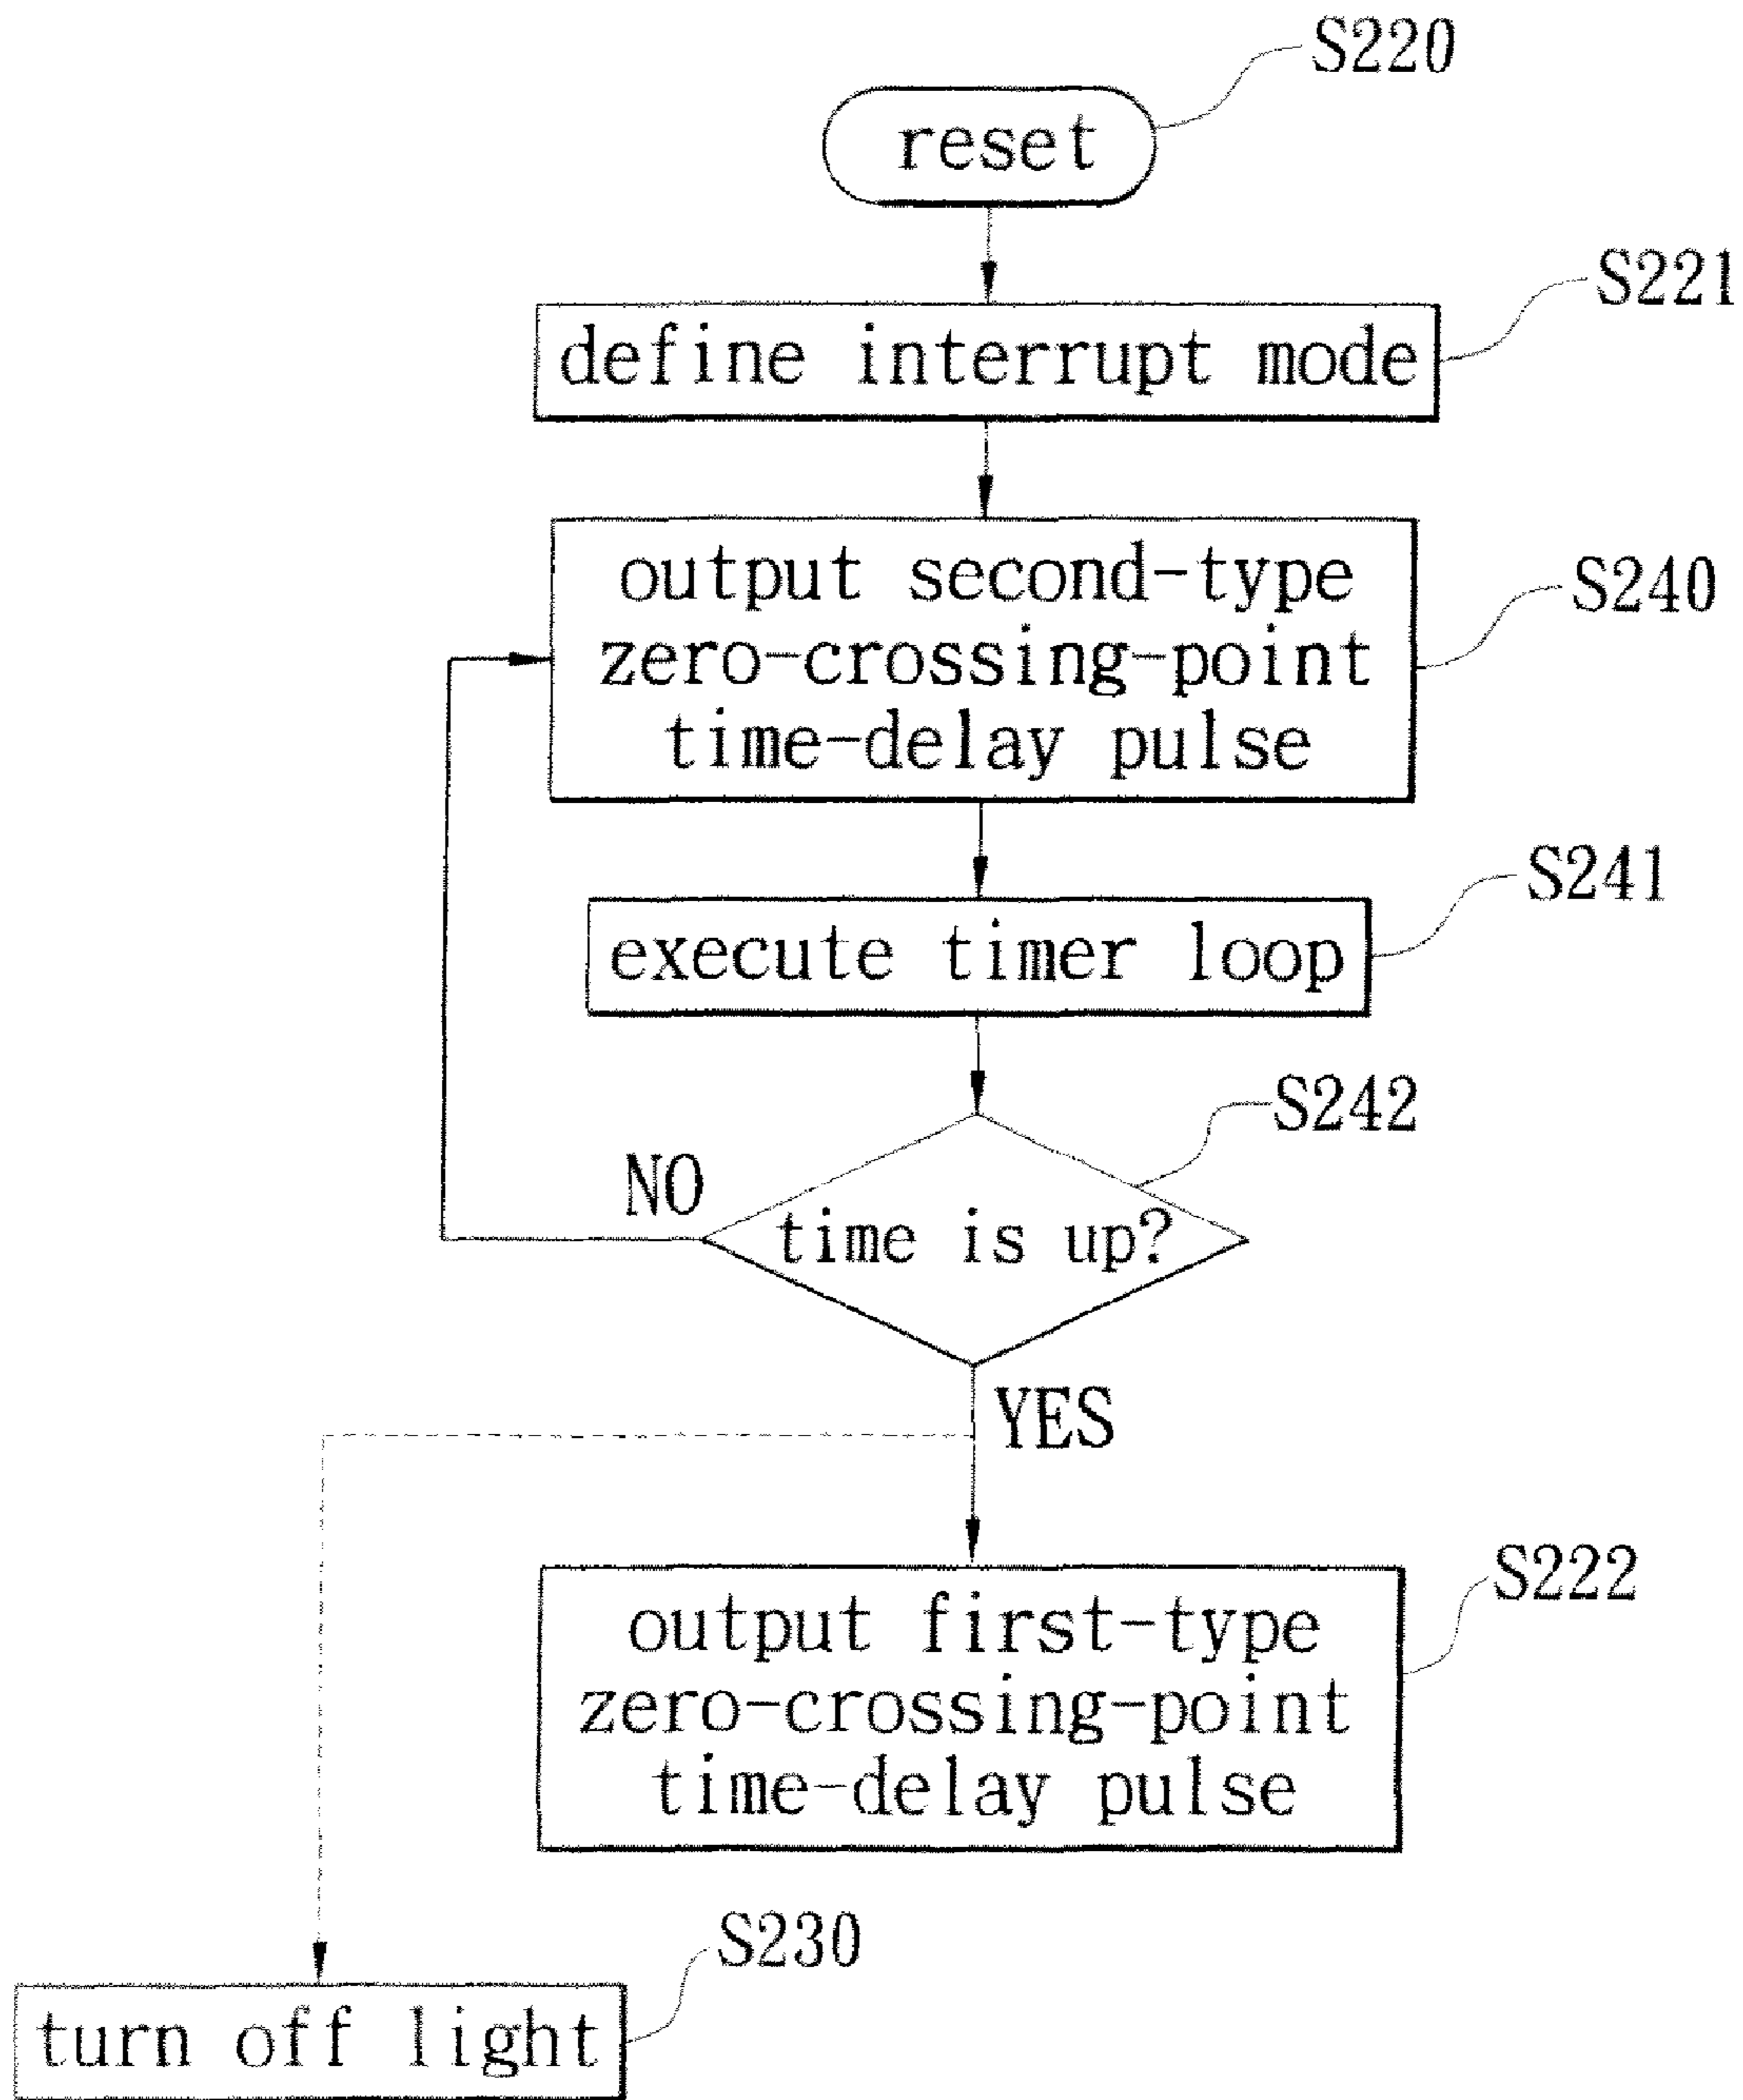 S220
reset
S221
define interrupt mode
S240
output second-type
zero-crossing-point
time-delay pulse
S241
execute timer loop
S242
NO
time is up?
YES
S222
output first-type
zero-crossing-point
time-delay pulse
S230
turn off light